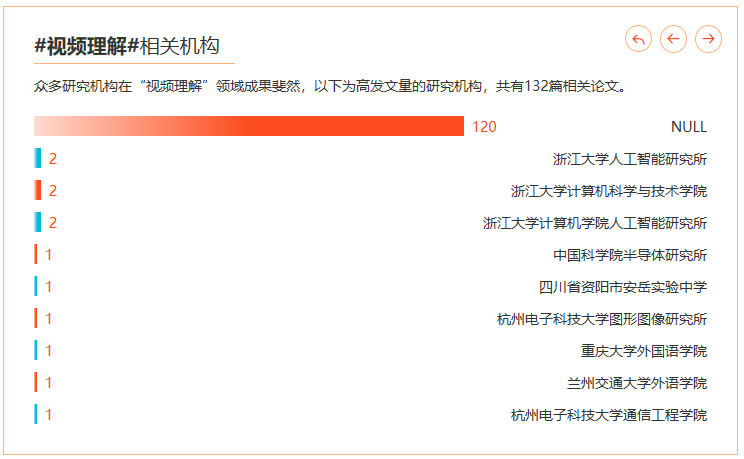 #视频理解#相关机构
众多研究机构在“视频理解”领域成果斐然，以下为高发文量的研究机构，共有132篇相关论文。
120 NULL
2 浙江大学人工智能研究所
2 浙江大学计算机科学与技术学院
2 浙江大学计算机学院人工智能研究所
1 中国科学院半导体研究所
1 四川省资阳市安岳实验中学
1 杭州电子科技大学图形图像研究所
1 重庆大学外国语学院
1 兰州交通大学外语学院
1 杭州电子科技大学通信工程学院